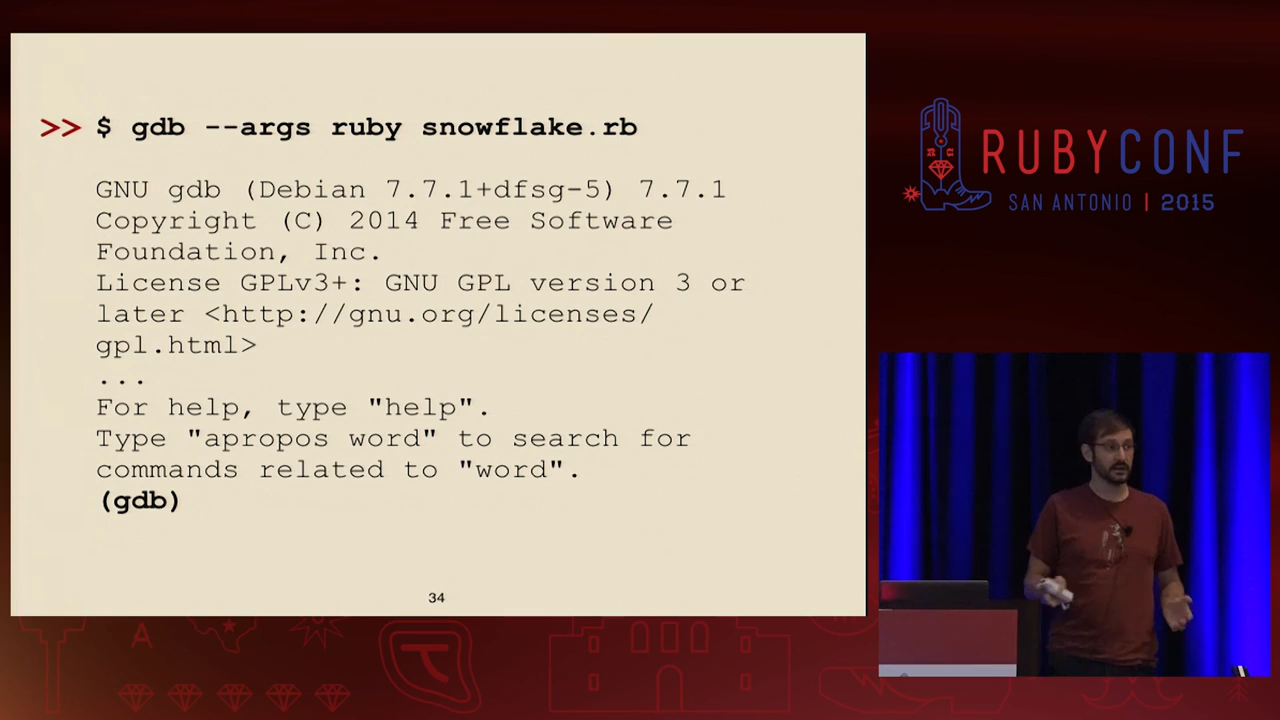 >> $ gdb --args ruby snowflake.rb
GNU gdb (Debian 7.7.1+dfsg-5) 7.7.1
Copyright (C) 2014 Free Software
Foundation, Inc.
License GPLv3+: GNU GPL version 3 or
later <http://gnu.org/licenses/
gpl.html>
...
For help, type "help".
Type "apropos word" to search for
commands related to "word".
(gdb)
34
RUBYCONF
SAN ANTONIO | 2015